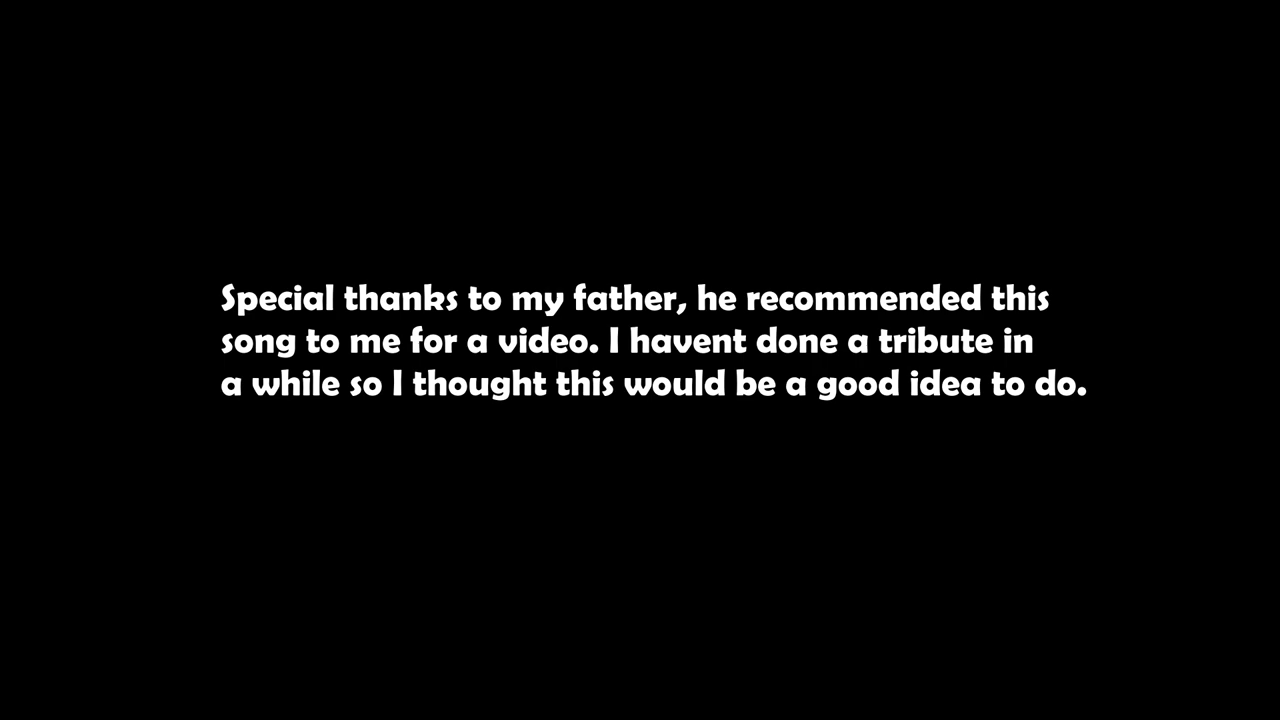 Special thanks to my father, he recommended this
song to me for a video. I havent done a tribute in
a while so I thought this would be a good idea to do.